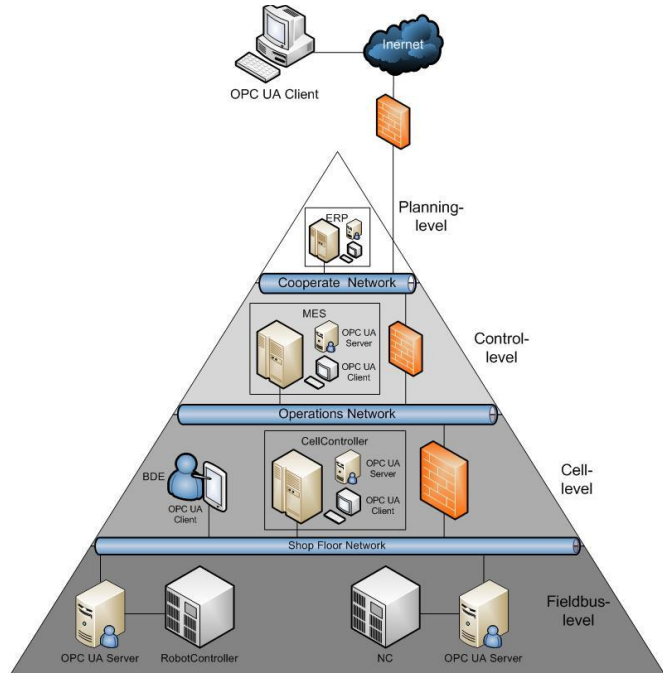 Inernet
OPC UA Client
Planning-
level
ERP
Cooperate Network
MES
OPC UA
Server
OPC UA
Client
Control-
level
Operations Network
CellController
OPC UA
Server
OPC UA
Client
BDE
OPC UA
Client
Cell-
level
Shop Floor Network
Fieldbus-
level
OPC UA Server
RobotController
NC
OPC UA Server